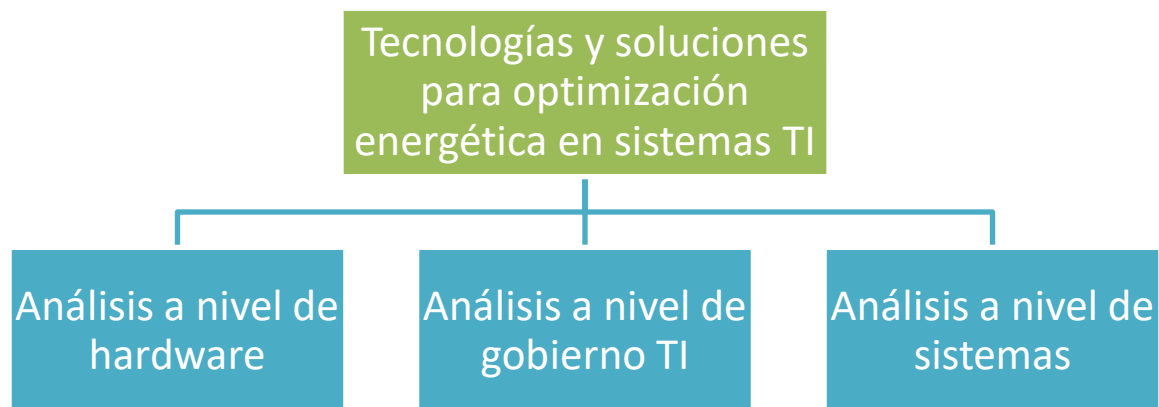 Tecnologías y soluciones
para optimización
energética en sistemas TI
Análisis a nivel de
hardware
Análisis a nivel de
gobierno TI
Análisis a nivel de
sistemas